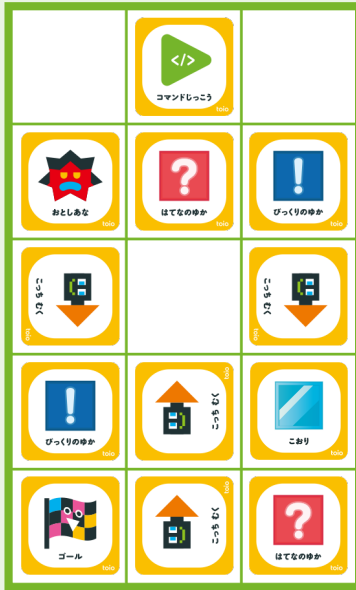 </>
コマンドじっこう
toio
おとしあな
toio
?
はてなのゆか
toio
!
びっくりのゆか
toio
こっち むく
toio
こっち むく
toio
!
びっくりのゆか
toio
こっち むく
toio
こおり
toio
ゴール
toio
こっち むく
toio
?
はてなのゆか
toio